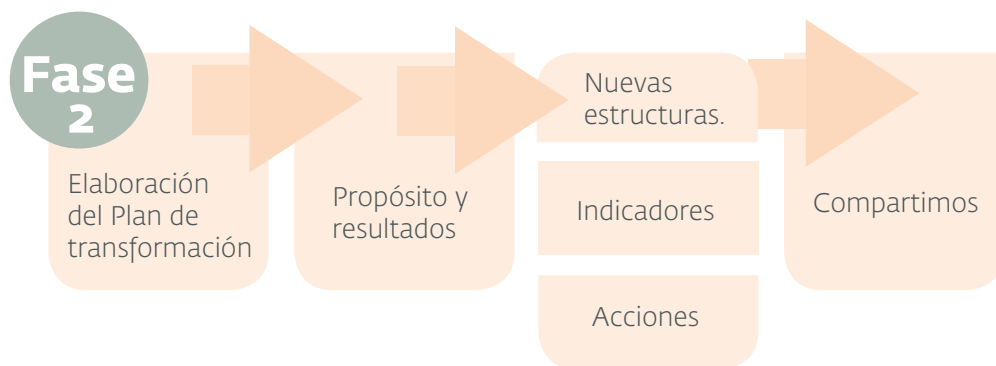 Fase
2
Elaboración
del Plan de
transformación
Propósito y
resultados
Nuevas
estructuras.
Indicadores
Acciones
Compartimos